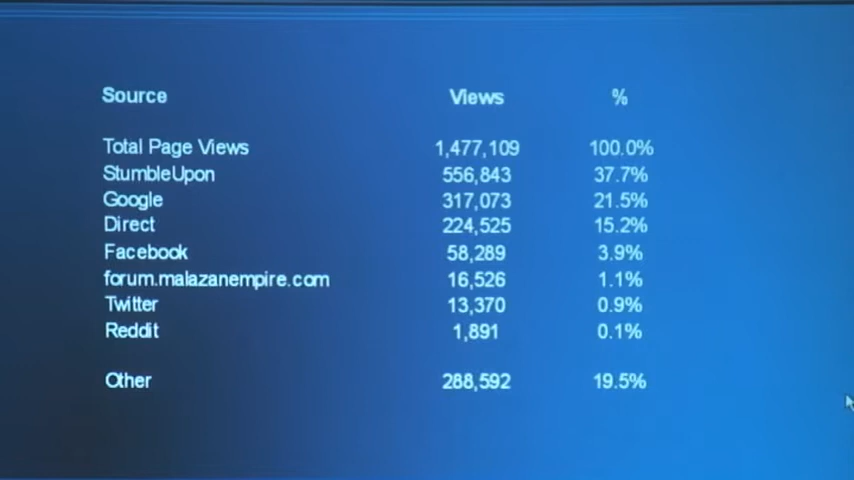 Source Views %
Total Page Views 1,477,109 100.0%
StumbleUpon 556,843 37.7%
Google 317,073 21.5%
Direct 224,525 15.2%
Facebook 58,289 3.9%
forum.malazanempire.com 16,526 1.1%
Twitter 13,370 0.9%
Reddit 1,891 0.1%
Other 288,592 19.5%